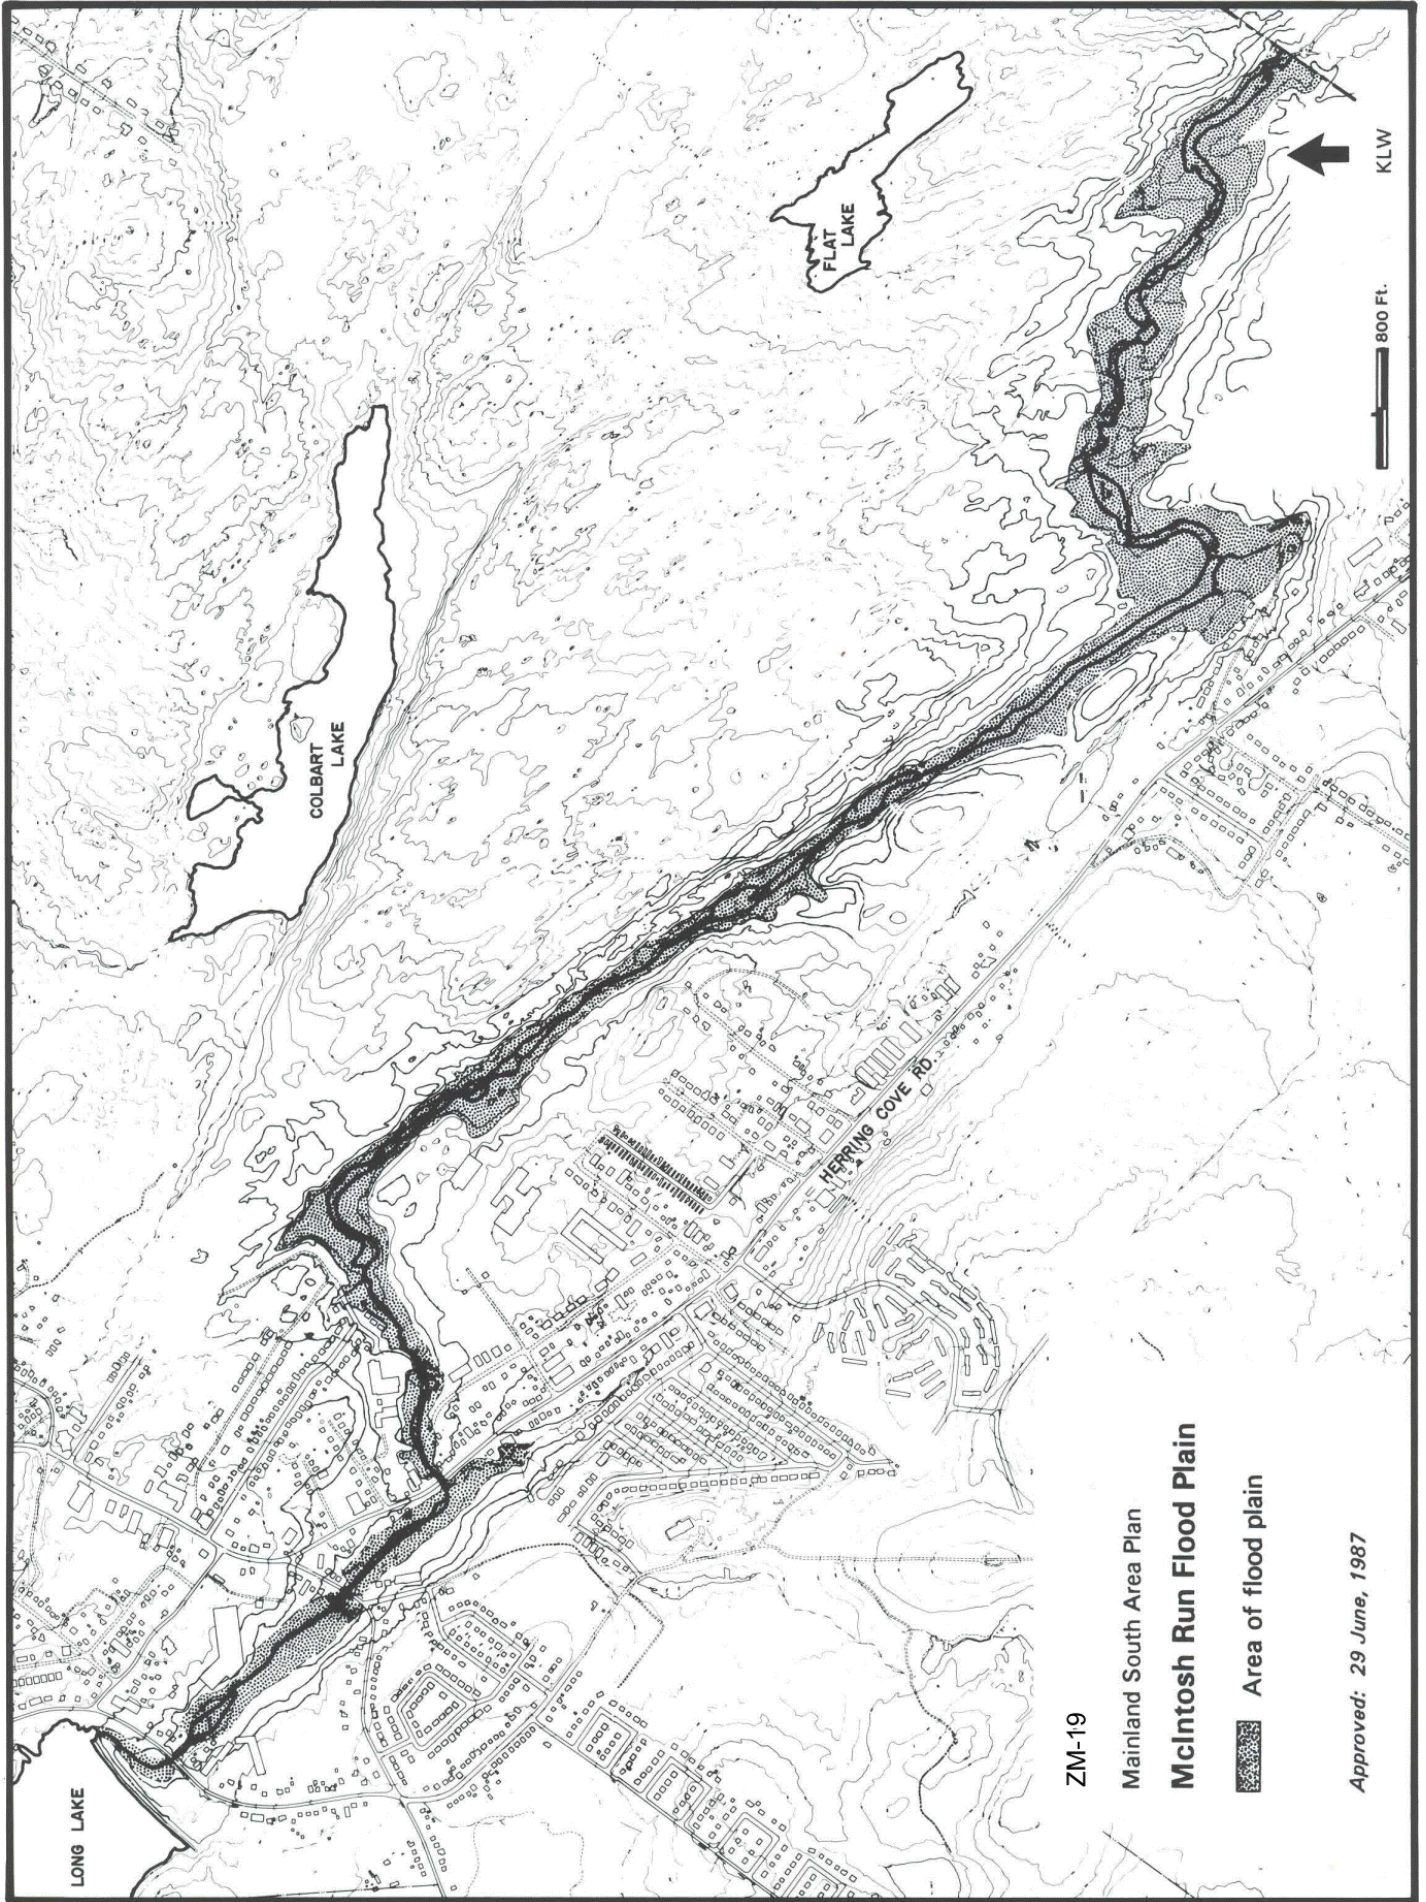 LONG LAKE
COLBART
LAKE
FLAT
LAKE
HERRING COVE RD.
ZM-19
Mainland South Area Plan
McIntosh Run Flood Plain
Area of flood plain
Approved: 29 June, 1987
800 Ft.
KLW